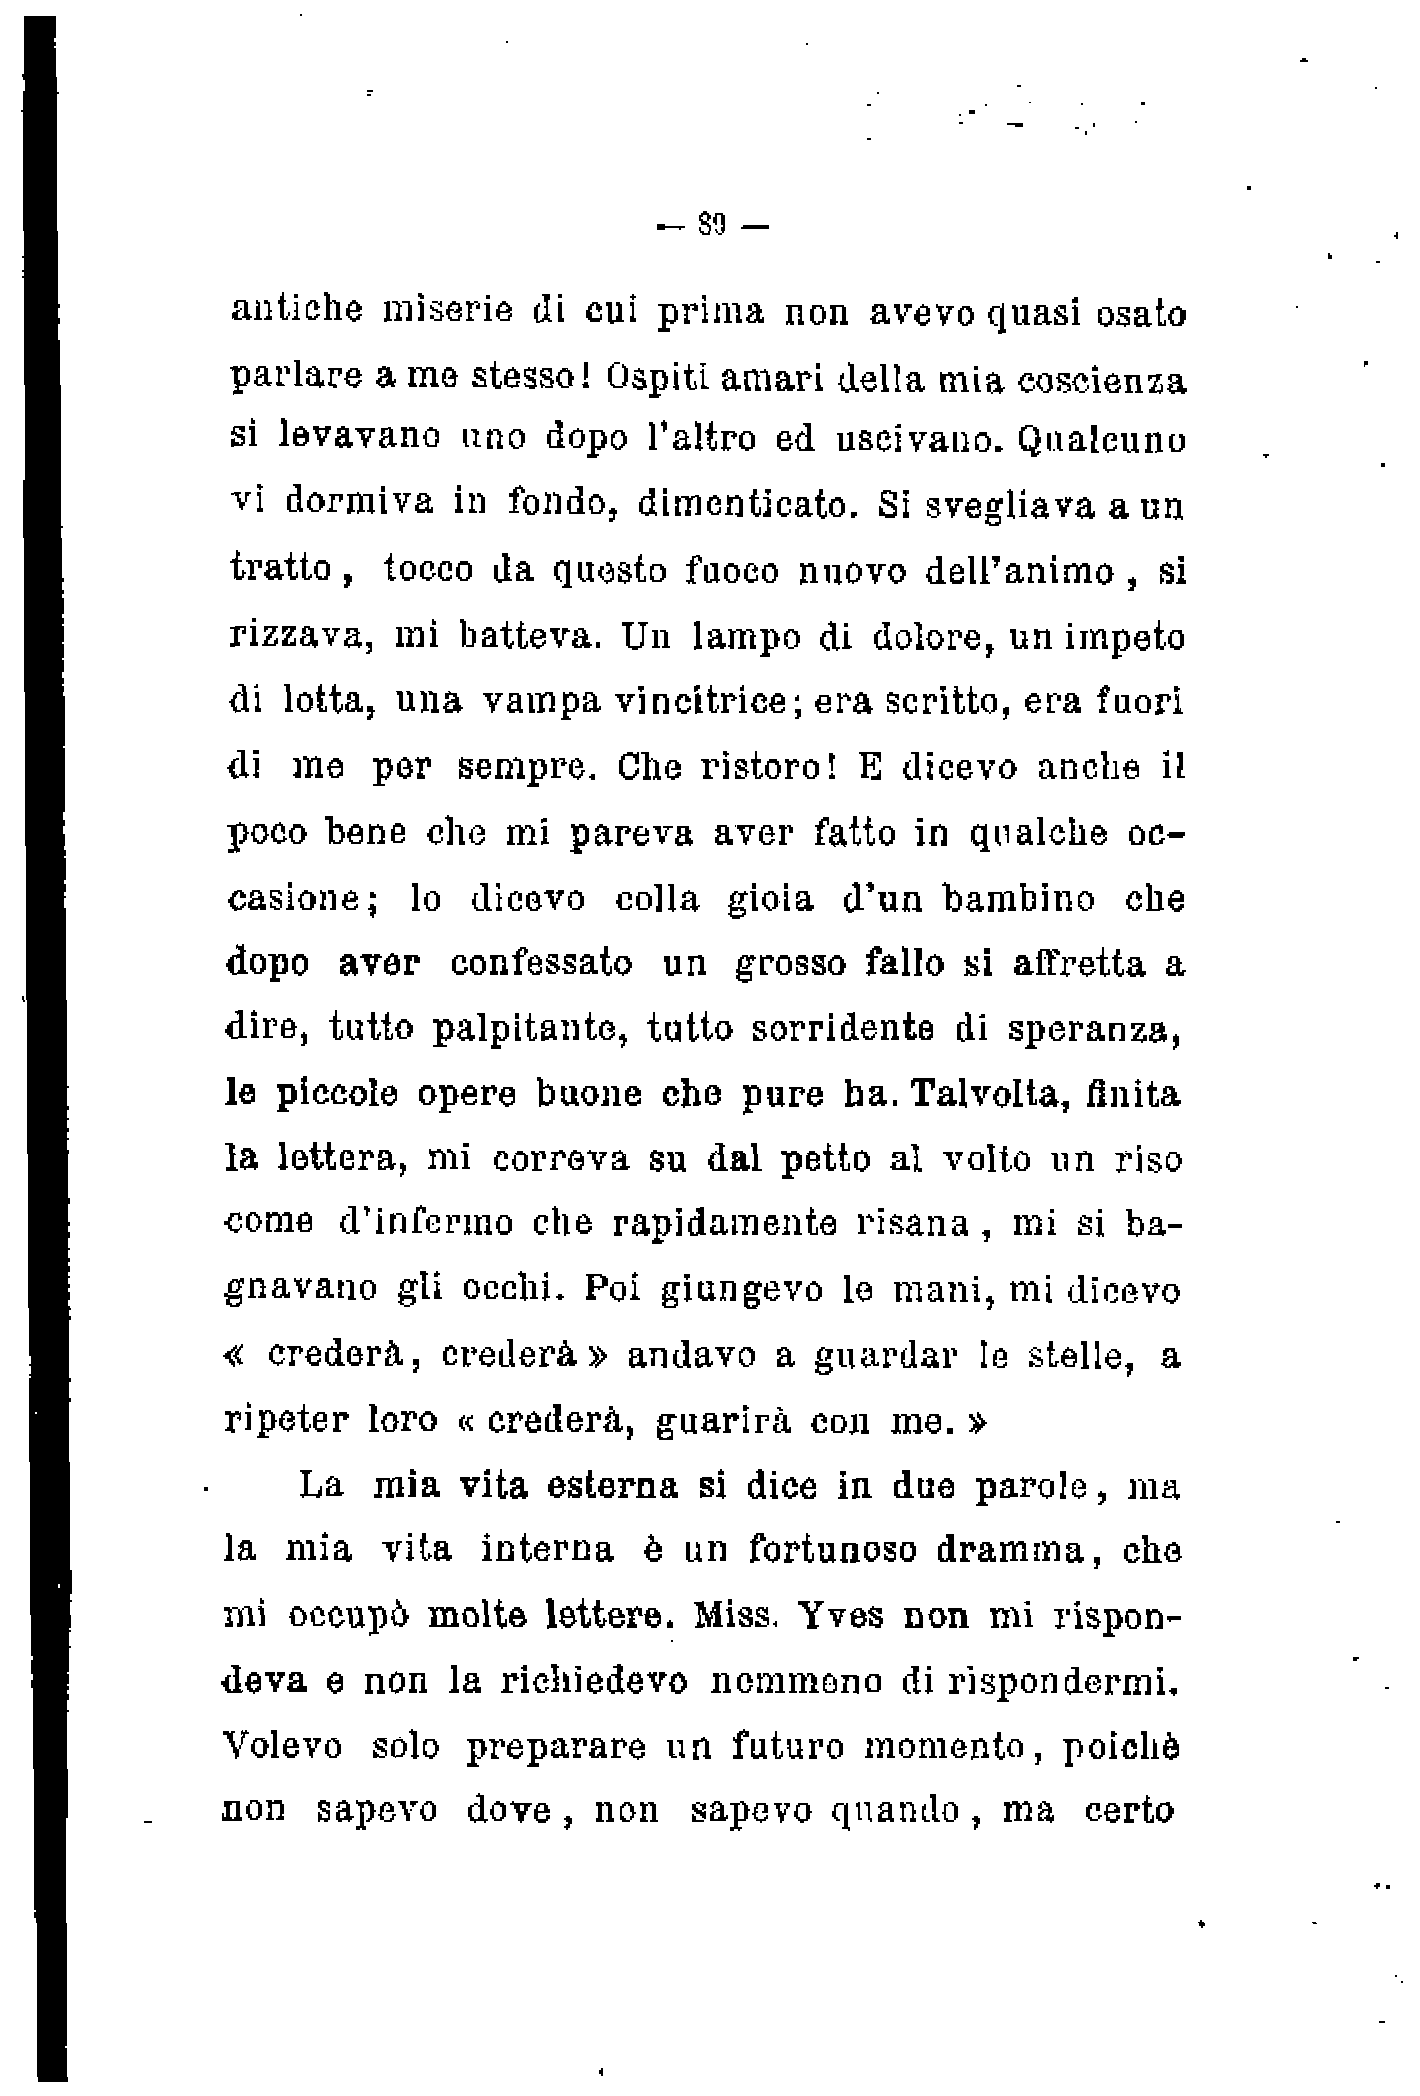 — 89 —
antiche miserie di cui prima non avevo quasi osato
parlare a me stesso! Ospiti amari della mia coscienza
si levavano uno dopo l'altro ed uscivano. Qualcuno
vi dormiva in fondo, dimenticato. Si svegliava a un
tratto, tocco da questo fuoco nuovo dell'animo, si
rizzava, mi batteva. Un lampo di dolore, un impeto
di lotta, una vampa vincitrice; era scritto, era fuori
di me per sempre. Che ristoro! E dicevo anche il
poco bene che mi pareva aver fatto in qualche oc-
casione; lo dicevo colla gioia d'un bambino che
dopo aver confessato un grosso fallo si affretta a
dire, tutto palpitante, tutto sorridente di speranza,
le piccole opere buone che pure ha. Talvolta, finita
la lettera, mi correva su dal petto al volto un riso
come d'infermo che rapidamente risana, mi si ba-
gnavano gli occhi. Poi giungevo le mani, mi dicevo
« crederà, crederà » andavo a guardar le stelle, a
ripeter loro « crederà, guarirà con me. »
La mia vita esterna si dice in due parole, ma
la mia vita interna è un fortunoso dramma, che
mi occupò molte lettere. Miss. Yves non mi rispon-
deva e non la richiedevo nemmeno di rispondermi.
Volevo solo preparare un futuro momento, poichè
non sapevo dove, non sapevo quando, ma certo